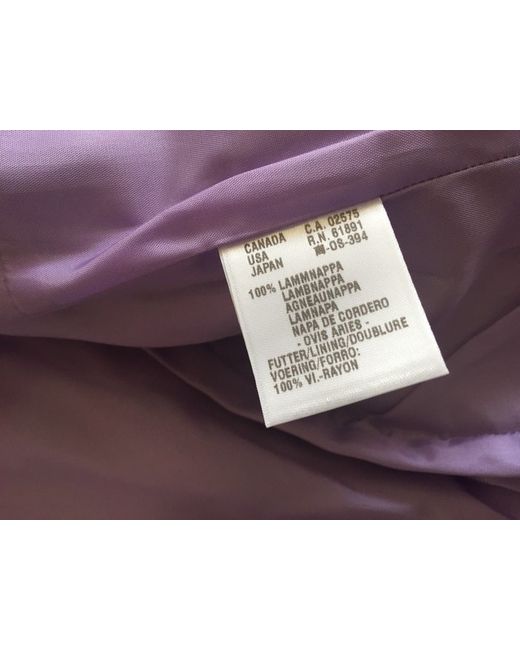 CANADA C.A. 02575
USA R.N. 61891
JAPAN -OS-394
100% LAMMNAPPA
LAMBNAPPA
AGNEAUNAPPA
LAMNAPA
NAPA DE CORDERO
- OVIS ARIES -
FUTTER/LINING/DOUBLURE
VOERING/FORRO:
100% VI.-RAYON